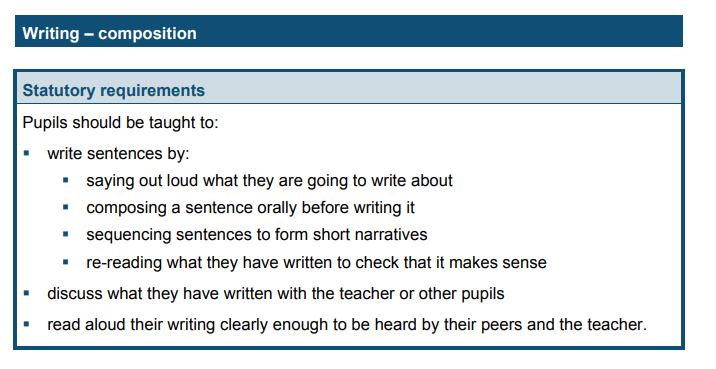 Writing – composition
Statutory requirements
Pupils should be taught to:
▪ write sentences by:
▪ saying out loud what they are going to write about
▪ composing a sentence orally before writing it
▪ sequencing sentences to form short narratives
▪ re-reading what they have written to check that it makes sense
▪ discuss what they have written with the teacher or other pupils
▪ read aloud their writing clearly enough to be heard by their peers and the teacher.